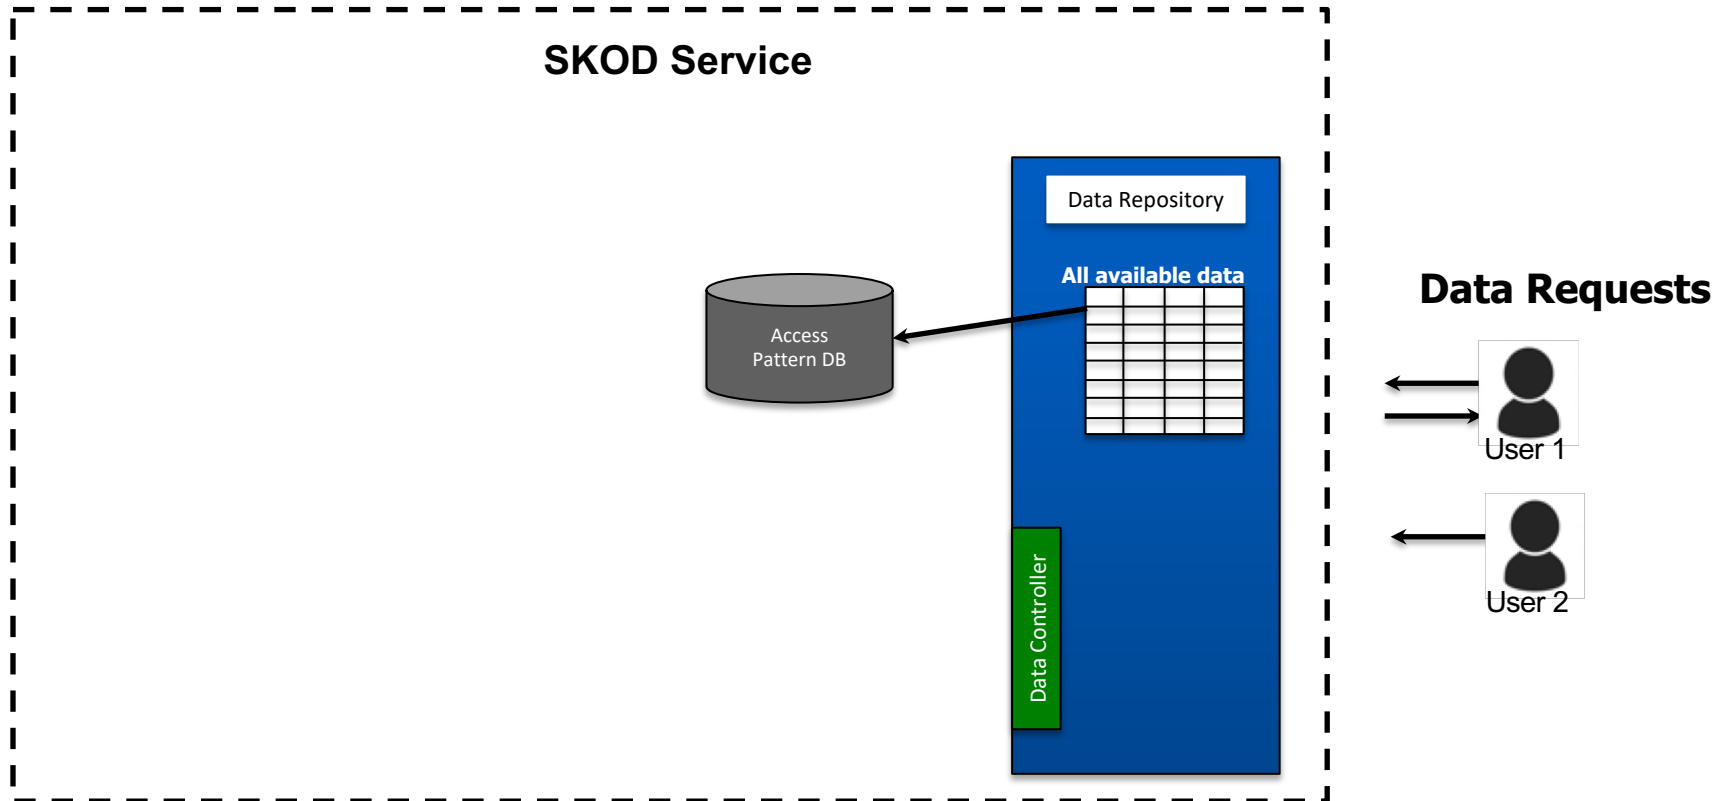 SKOD Service
Data Repository
All available data
Access
Pattern DB
Data Controller
Data Requests
User 1
User 2